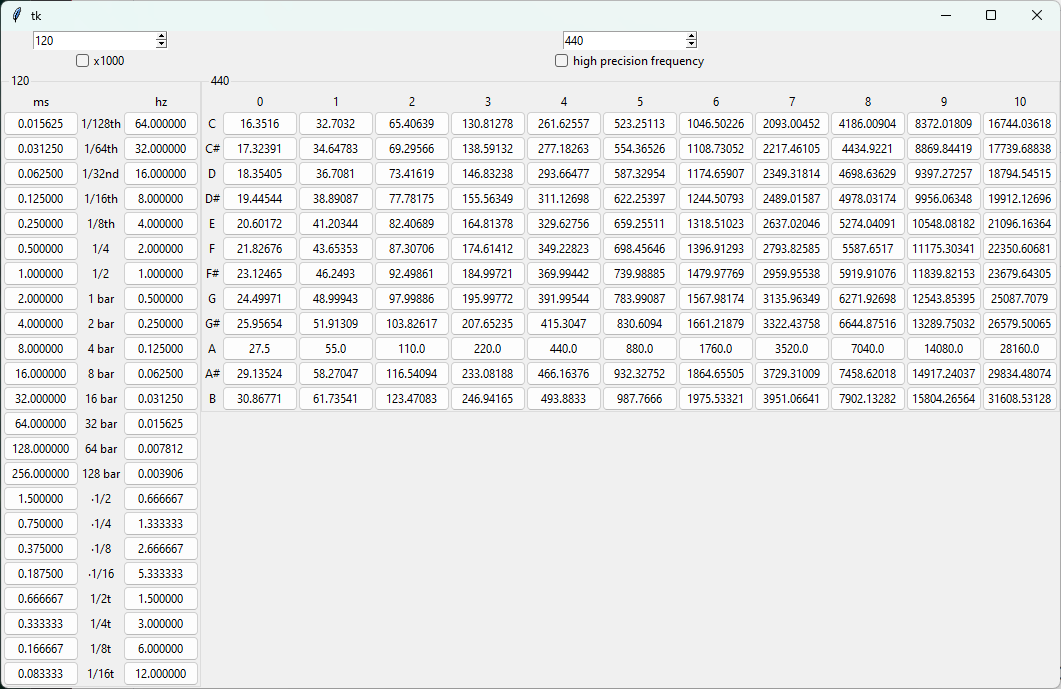 tk
120 440
x1000 high precision frequency
120 440
ms hz 0 1 2 3 4 5 6 7 8 9 10
0.015625 1/128th 64.000000 C 16.3516 32.7032 65.40639 130.81278 261.62557 523.25113 1046.50226 2093.00452 4186.00904 8372.01809 16744.03618
0.031250 1/64th 32.000000 C# 17.32391 34.64783 69.29566 138.59132 277.18263 554.36526 1108.73052 2217.46105 4434.9221 8869.84419 17739.68838
0.062500 1/32nd 16.000000 D 18.35405 36.7081 73.41619 146.83238 293.66477 587.32954 1174.65907 2349.31814 4698.63629 9397.27257 18794.54515
0.125000 1/16th 8.000000 D# 19.44544 38.89087 77.78175 155.56349 311.12698 622.25397 1244.50793 2489.01587 4978.03174 9956.06348 19912.12696
0.250000 1/8th 4.000000 E 20.60172 41.20344 82.40689 164.81378 329.62756 659.25511 1318.51023 2637.02046 5274.04091 10548.08182 21096.16364
0.500000 1/4 2.000000 F 21.82676 43.65353 87.30706 174.61412 349.22823 698.45646 1396.91293 2793.82585 5587.6517 11175.30341 22350.60681
1.000000 1/2 1.000000 F# 23.12465 46.2493 92.49861 184.99721 369.99442 739.98885 1479.97769 2959.95538 5919.91076 11839.82153 23679.64305
2.000000 1 bar 0.500000 G 24.49971 48.99943 97.99886 195.99772 391.99544 783.99087 1567.98174 3135.96349 6271.92698 12543.85395 25087.7079
4.000000 2 bar 0.250000 G# 25.95654 51.91309 103.82617 207.65235 415.3047 830.6094 1661.21879 3322.43758 6644.87516 13289.75032 26579.50065
8.000000 4 bar 0.125000 A 27.5 55.0 110.0 220.0 440.0 880.0 1760.0 3520.0 7040.0 14080.0 28160.0
16.000000 8 bar 0.062500 A# 29.13524 58.27047 116.54094 233.08188 466.16376 932.32752 1864.65505 3729.31009 7458.62018 14917.24037 29834.48074
32.000000 16 bar 0.031250 B 30.86771 61.73541 123.47083 246.94165 493.8833 987.7666 1975.53321 3951.06641 7902.13282 15804.26564 31608.53128
64.000000 32 bar 0.015625
128.000000 64 bar 0.007812
256.000000 128 bar 0.003906
1.500000 ·1/2 0.666667
0.750000 ·1/4 1.333333
0.375000 ·1/8 2.666667
0.187500 ·1/16 5.333333
0.666667 1/2t 1.500000
0.333333 1/4t 3.000000
0.166667 1/8t 6.000000
0.083333 1/16t 12.000000